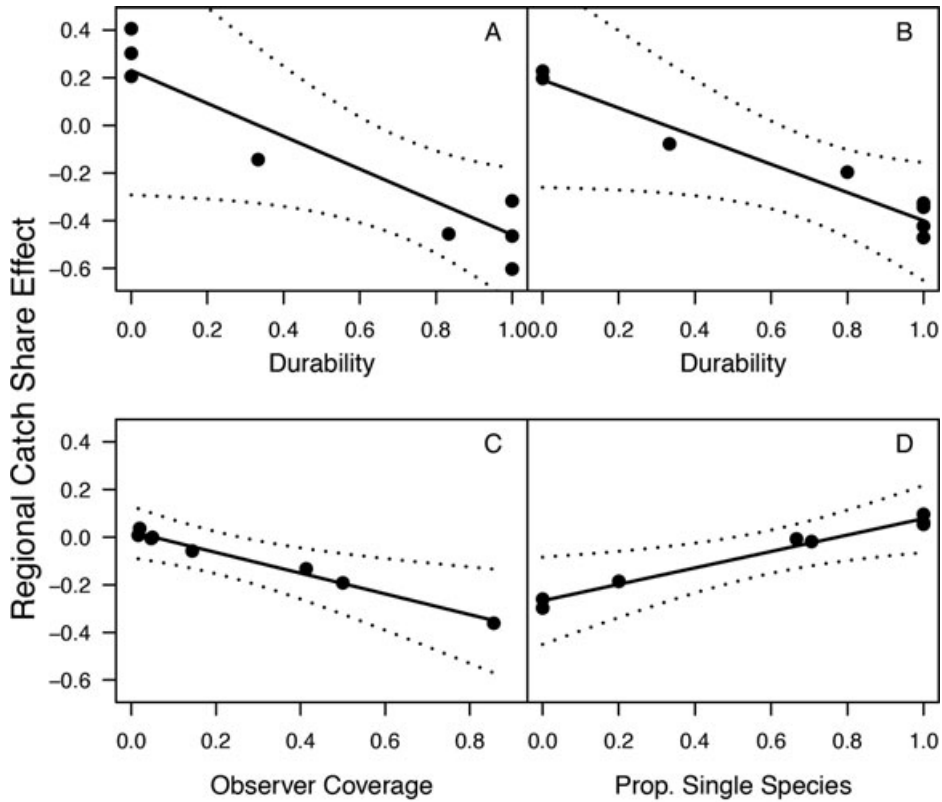 Regional Catch Share Effect
A
0.4
0.2
0.0
−0.2
−0.4
−0.6
0.0 0.2 0.4 0.6 0.8 1.0
Durability
B
0.0 0.2 0.4 0.6 0.8 1.0
Durability
C
0.4
0.2
0.0
−0.2
−0.4
−0.6
0.0 0.2 0.4 0.6 0.8
Observer Coverage
D
0.0 0.2 0.4 0.6 0.8 1.0
Prop. Single Species